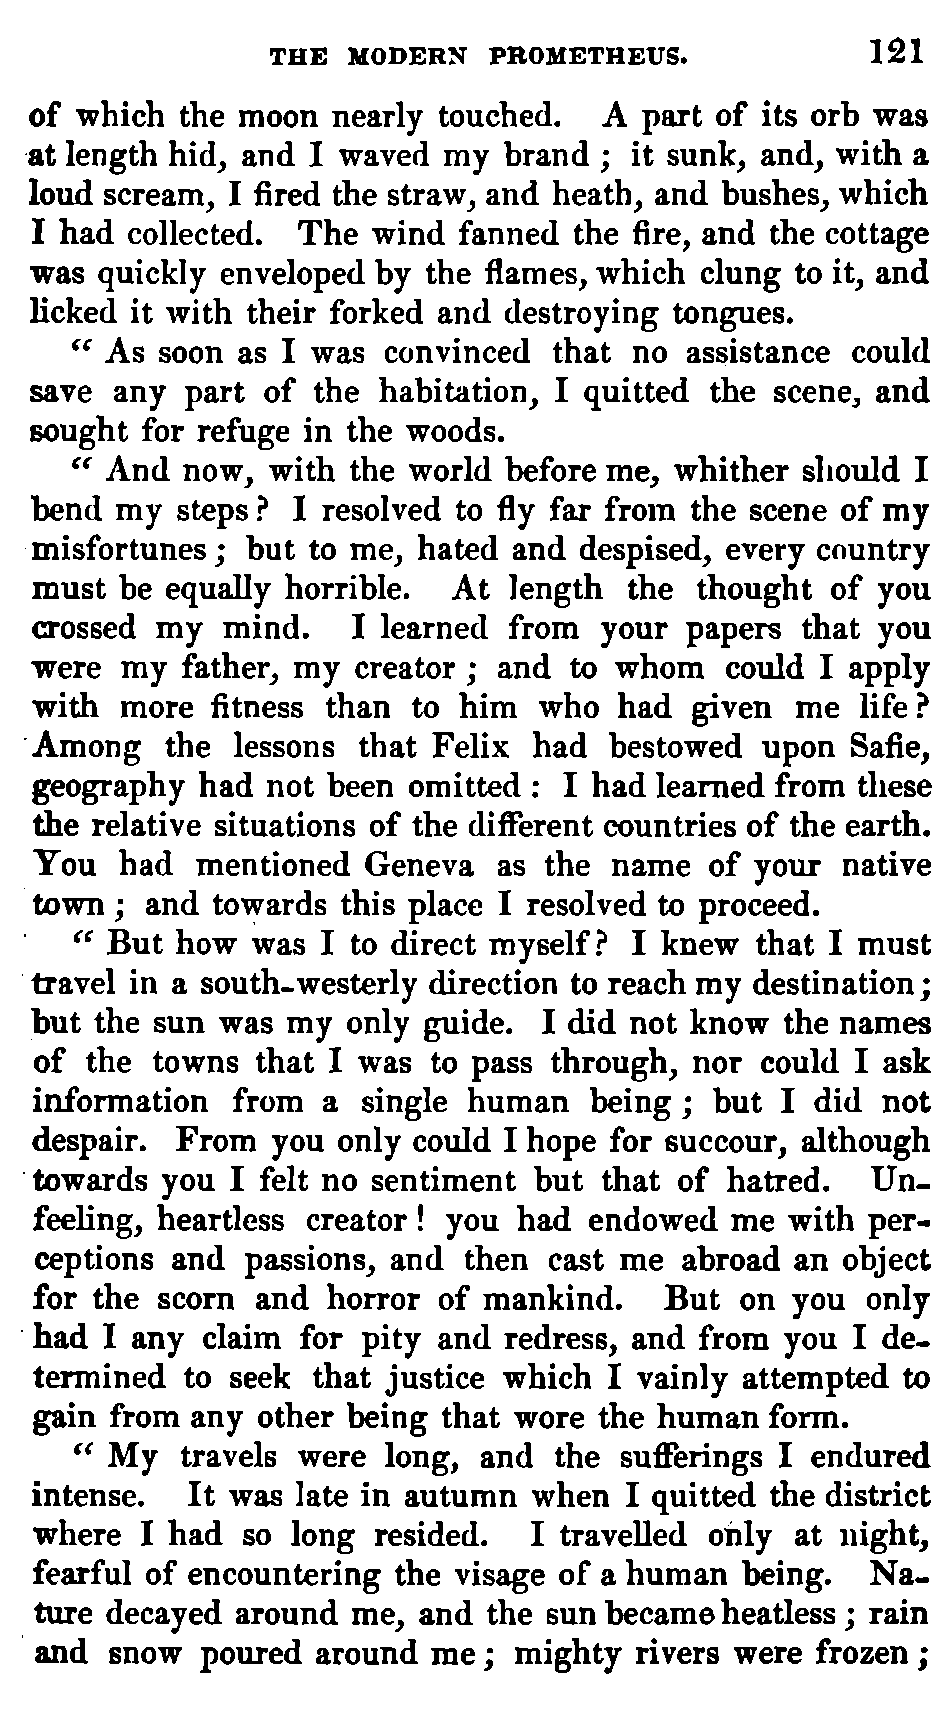 THE MODERN PROMETHEUS. 121
of which the moon nearly touched. A part of its orb was
at length hid, and I waved my brand ; it sunk, and, with a
loud scream, I fired the straw, and heath, and bushes, which
I had collected. The wind fanned the fire, and the cottage
was quickly enveloped by the flames, which clung to it, and
licked it with their forked and destroying tongues.
“ As soon as I was convinced that no assistance could
save any part of the habitation, I quitted the scene, and
sought for refuge in the woods.
“ And now, with the world before me, whither should I
bend my steps ? I resolved to fly far from the scene of my
misfortunes ; but to me, hated and despised, every country
must be equally horrible. At length the thought of you
crossed my mind. I learned from your papers that you
were my father, my creator ; and to whom could I apply
with more fitness than to him who had given me life ?
Among the lessons that Felix had bestowed upon Safie,
geography had not been omitted : I had learned from these
the relative situations of the different countries of the earth.
You had mentioned Geneva as the name of your native
town ; and towards this place I resolved to proceed.
“ But how was I to direct myself ? I knew that I must
travel in a south-westerly direction to reach my destination ;
but the sun was my only guide. I did not know the names
of the towns that I was to pass through, nor could I ask
information from a single human being ; but I did not
despair. From you only could I hope for succour, although
towards you I felt no sentiment but that of hatred. Un-
feeling, heartless creator ! you had endowed me with per-
ceptions and passions, and then cast me abroad an object
for the scorn and horror of mankind. But on you only
had I any claim for pity and redress, and from you I de-
termined to seek that justice which I vainly attempted to
gain from any other being that wore the human form.
“ My travels were long, and the sufferings I endured
intense. It was late in autumn when I quitted the district
where I had so long resided. I travelled only at night,
fearful of encountering the visage of a human being. Na-
ture decayed around me, and the sun became heatless ; rain
and snow poured around me ; mighty rivers were frozen ;